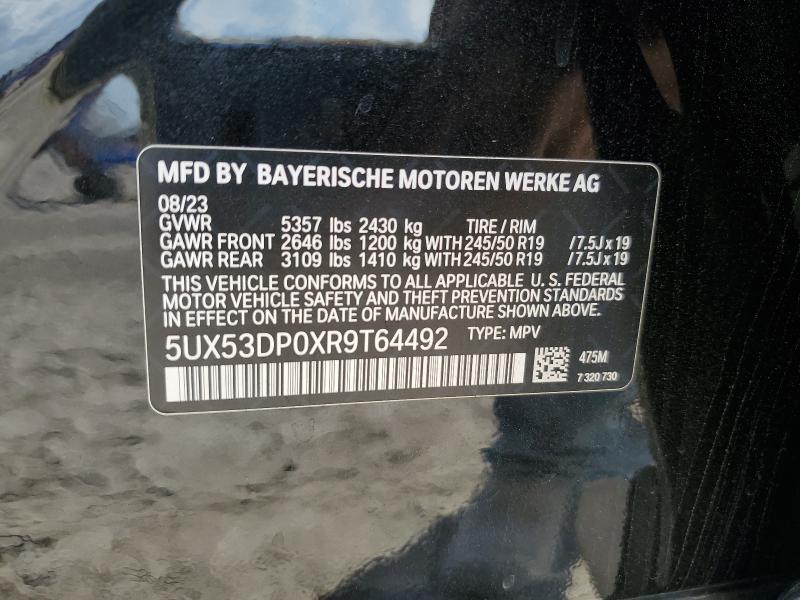 MFD BY BAYERISCHE MOTOREN WERKE AG
08/23
GVWR 5357 lbs 2430 kg TIRE / RIM
GAWR FRONT 2646 lbs 1200 kg WITH 245/50 R19 / 7.5J x 19
GAWR REAR 3109 lbs 1410 kg WITH 245/50 R19 / 7.5J x 19
THIS VEHICLE CONFORMS TO ALL APPLICABLE U. S. FEDERAL
MOTOR VEHICLE SAFETY AND THEFT PREVENTION STANDARDS
IN EFFECT ON THE DATE OF MANUFACTURE SHOWN ABOVE.
5UX53DP0XR9T64492 TYPE: MPV
475M
7 320 730